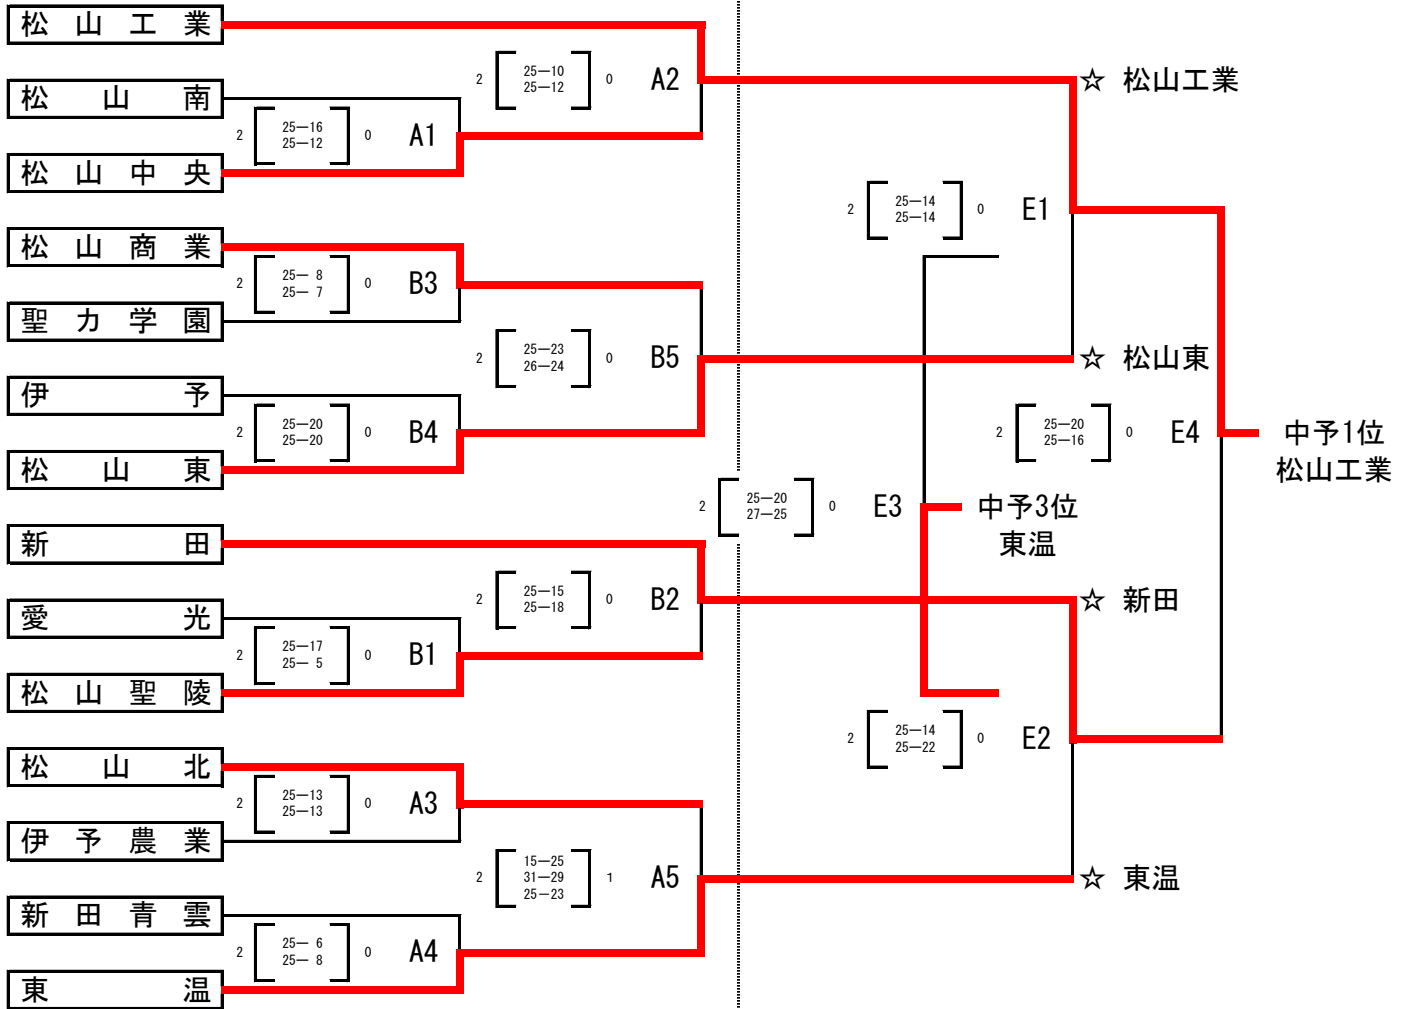 松山工業
2 25―10 0 A2
25―12
☆ 松山工業
松山南
2 25―16 0 A1
25―12
松山中央
2 25―14 0 E1
25―14
松山商業
2 25― 8 0 B3
25― 7
聖カ学園
2 25―23 0 B5
26―24
☆ 松山東
伊予
2 25―20 0 B4
25―20
2 25―20 0 E4
25―16
中予1位
松山工業
松山東
2 25―20 0 E3
27―25
中予3位
東温
新田
2 25―15 0 B2
25―18
☆ 新田
愛光
2 25―17 0 B1
25― 5
松山聖陵
2 25―14 0 E2
25―22
松山北
2 25―13 0 A3
25―13
伊予農業
2 15―25 1 A5
31―29
25―23
☆ 東温
新田青雲
2 25― 6 0 A4
25― 8
東温